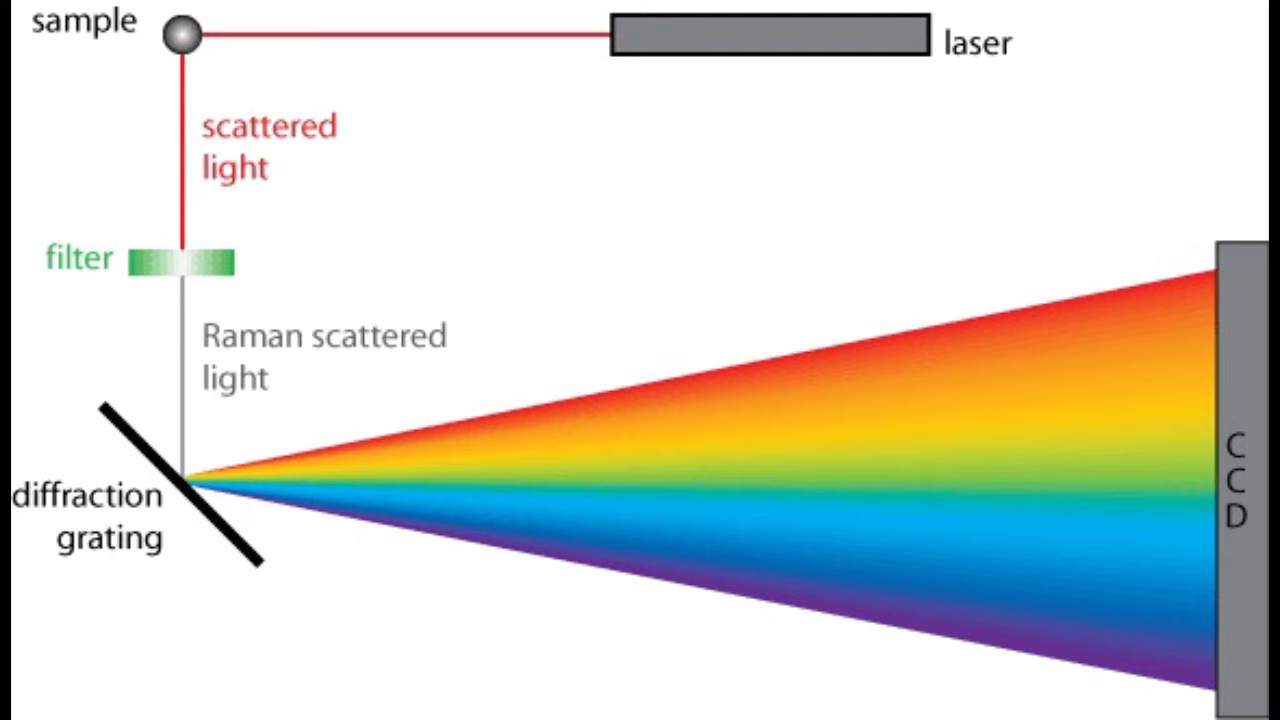 sample
laser
scattered
light
filter
Raman scattered
light
diffraction
grating
C
C
D